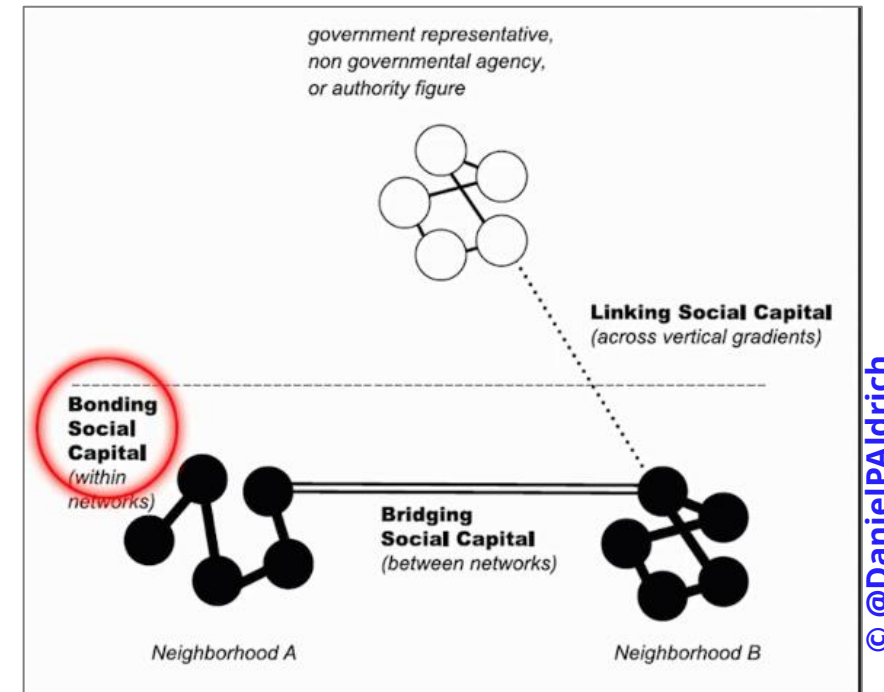 government representative,
non governmental agency,
or authority figure
Linking Social Capital
(across vertical gradients)
Bonding
Social
Capital
(within
networks)
Bridging
Social Capital
(between networks)
Neighborhood A
Neighborhood B
© @DanielPAldrich